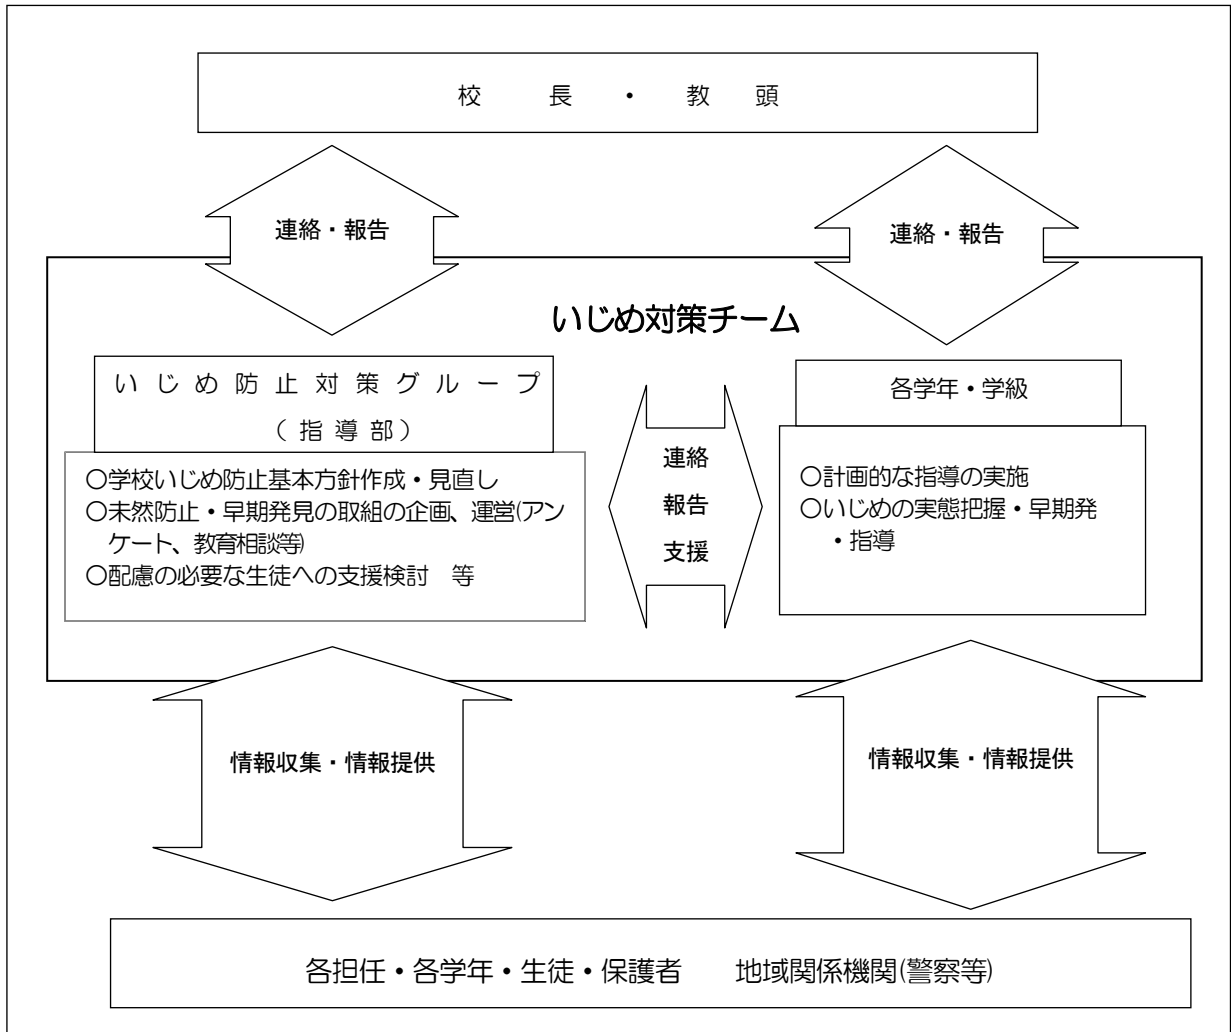 校長・教頭
連絡・報告
連絡・報告
いじめ対策チーム
いじめ防止対策グループ
（指導部）
○学校いじめ防止基本方針作成・見直し
○未然防止・早期発見の取組の企画、運営(アン
ケート、教育相談等)
○配慮の必要な生徒への支援検討　等
連絡
報告
支援
各学年・学級
○計画的な指導の実施
○いじめの実態把握・早期発
・指導
情報収集・情報提供
情報収集・情報提供
各担任・各学年・生徒・保護者　　地域関係機関(警察等)